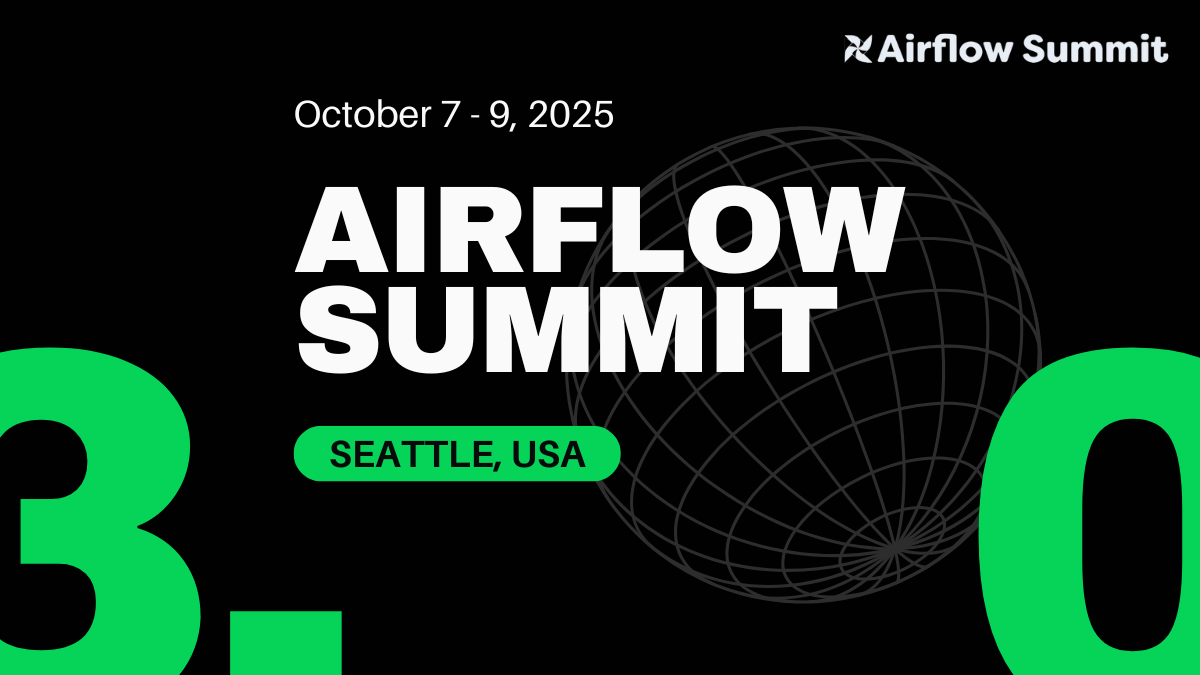 Airflow Summit
October 7 - 9, 2025
AIRFLOW
SUMMIT
SEATTLE, USA
3.0